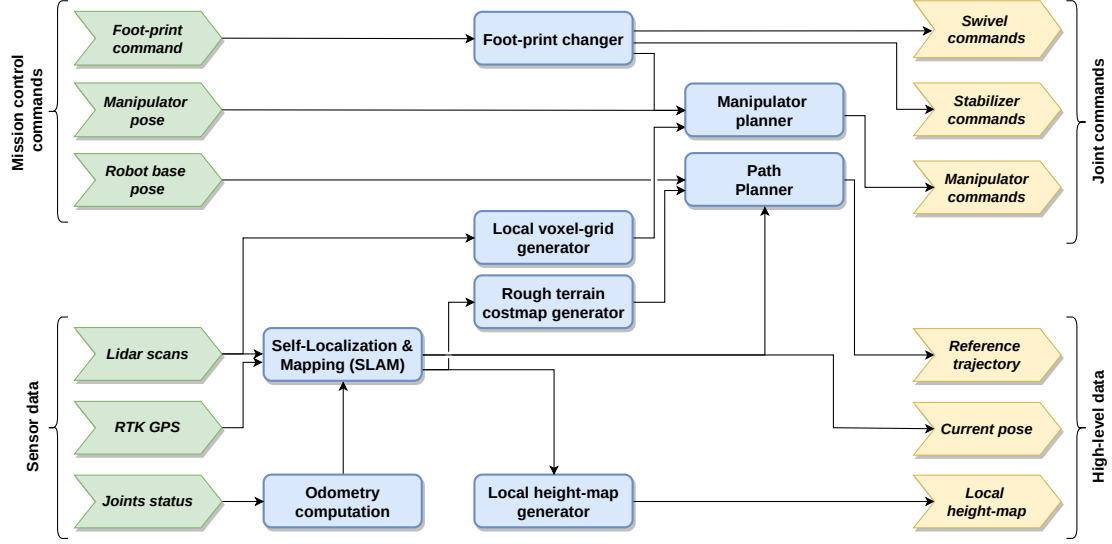 Mission control
commands
Foot-print
command
Manipulator
pose
Robot base
pose
Foot-print changer
Manipulator
planner
Path
Planner
Local voxel-grid
generator
Rough terrain
costmap generator
Swivel
commands
Stabilizer
commands
Manipulator
commands
Joint commands
Sensor data
Lidar scans
RTK GPS
Joints status
Self-Localization &
Mapping (SLAM)
Odometry
computation
Local height-map
generator
Reference
trajectory
Current pose
Local
height-map
High-level data